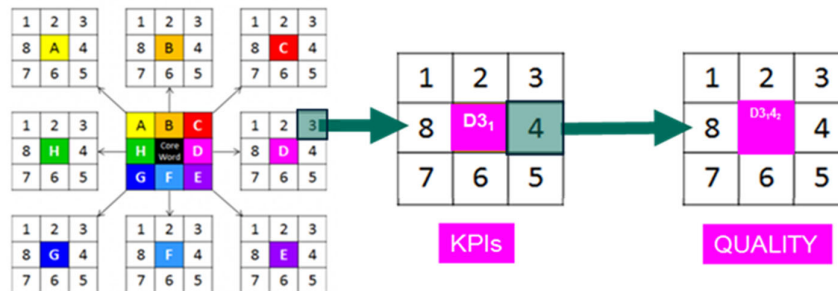 1 2 3
8 A 4
7 6 5
1 2 3
8 B 4
7 6 5
1 2 3
8 C 4
7 6 5
1 2 3
8 H 4
7 6 5
A B C
H Core Word D
G F E
1 2 3
8 D 4
7 6 5
1 2 3
8 G 4
7 6 5
1 2 3
8 F 4
7 6 5
1 2 3
8 E 4
7 6 5
1 2 3
8 D3₁ 4
7 6 5
KPIs
1 2 3
8 D3₁4₂ 4
7 6 5
QUALITY